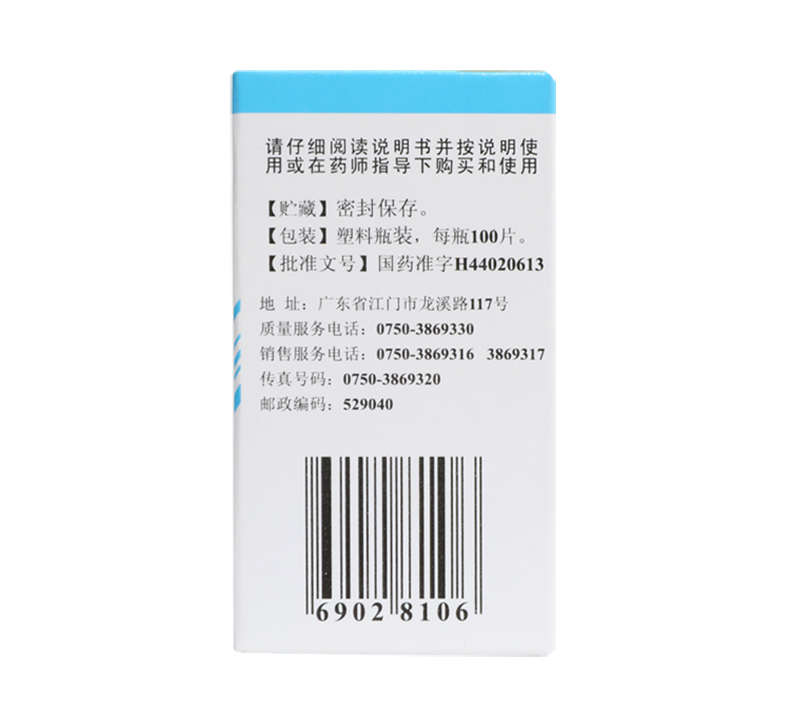 请仔细阅读说明书并按说明使
用或在药师指导下购买和使用
【贮藏】密封保存。
【包装】塑料瓶装，每瓶100片。
【批准文号】国药准字H44020613
地 址：广东省江门市龙溪路117号
质量服务电话：0750-3869330
销售服务电话：0750-3869316 3869317
传真号码：0750-3869320
邮政编码：529040
6902 8106